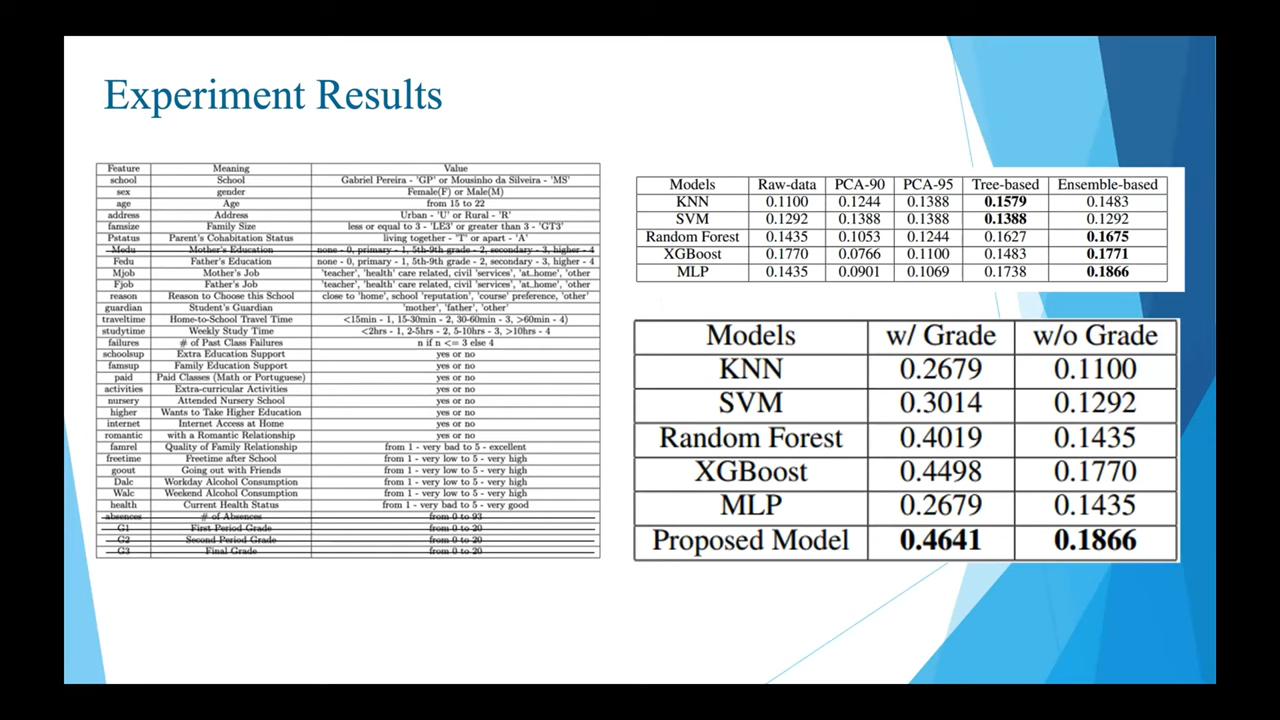 Experiment Results
Feature Meaning Value
school School Gabriel Pereira - 'GP' or Mousinho da Silveira - 'MS'
sex gender Female(F) or Male(M)
age Age from 15 to 22
address Address Urban - 'U' or Rural - 'R'
famsize Family Size less or equal to 3 - 'LE3' or greater than 3 - 'GT3'
Pstatus Parent's Cohabitation Status living together - 'T' or apart - 'A'
Medu Mother's Education none - 0, primary - 1, 5th-9th grade - 2, secondary - 3, higher - 4
Fedu Father's Education none - 0, primary - 1, 5th-9th grade - 2, secondary - 3, higher - 4
Mjob Mother's Job 'teacher', 'health' care related, civil 'services', 'at_home', 'other
Fjob Father's Job 'teacher', 'health' care related, civil 'services', 'at_home', 'other
reason Reason to Choose this School close to 'home', school 'reputation', 'course' preference, 'other'
guardian Student's Guardian 'mother', 'father', 'other'
traveltime Home-to-School Travel Time <15min - 1, 15-30min - 2, 30-60min - 3, >60min - 4)
studytime Weekly Study Time <2hrs - 1, 2-5hrs - 2, 5-10hrs - 3, >10hrs - 4
failures # of Past Class Failures n if n <= 3 else 4
schoolsup Extra Education Support yes or no
famsup Family Education Support yes or no
paid Paid Classes (Math or Portuguese) yes or no
activities Extra-curricular Activities yes or no
nursery Attended Nursery School yes or no
higher Wants to Take Higher Education yes or no
internet Internet Access at Home yes or no
romantic with a Romantic Relationship yes or no
famrel Quality of Family Relationship from 1 - very bad to 5 - excellent
freetime Freetime after School from 1 - very low to 5 - very high
goout Going out with Friends from 1 - very low to 5 - very high
Dalc Workday Alcohol Consumption from 1 - very low to 5 - very high
Walc Weekend Alcohol Consumption from 1 - very low to 5 - very high
health Current Health Status from 1 - very bad to 5 - very good
absences # of Absences from 0 to 93
G1 First Period Grade from 0 to 20
G2 Second Period Grade from 0 to 20
G3 Final Grade from 0 to 20
Models Raw-data PCA-90 PCA-95 Tree-based Ensemble-based
KNN 0.1100 0.1244 0.1388 0.1579 0.1483
SVM 0.1292 0.1388 0.1388 0.1388 0.1292
Random Forest 0.1435 0.1053 0.1244 0.1627 0.1675
XGBoost 0.1770 0.0766 0.1100 0.1483 0.1771
MLP 0.1435 0.0901 0.1069 0.1738 0.1866
Models w/ Grade w/o Grade
KNN 0.2679 0.1100
SVM 0.3014 0.1292
Random Forest 0.4019 0.1435
XGBoost 0.4498 0.1770
MLP 0.2679 0.1435
Proposed Model 0.4641 0.1866